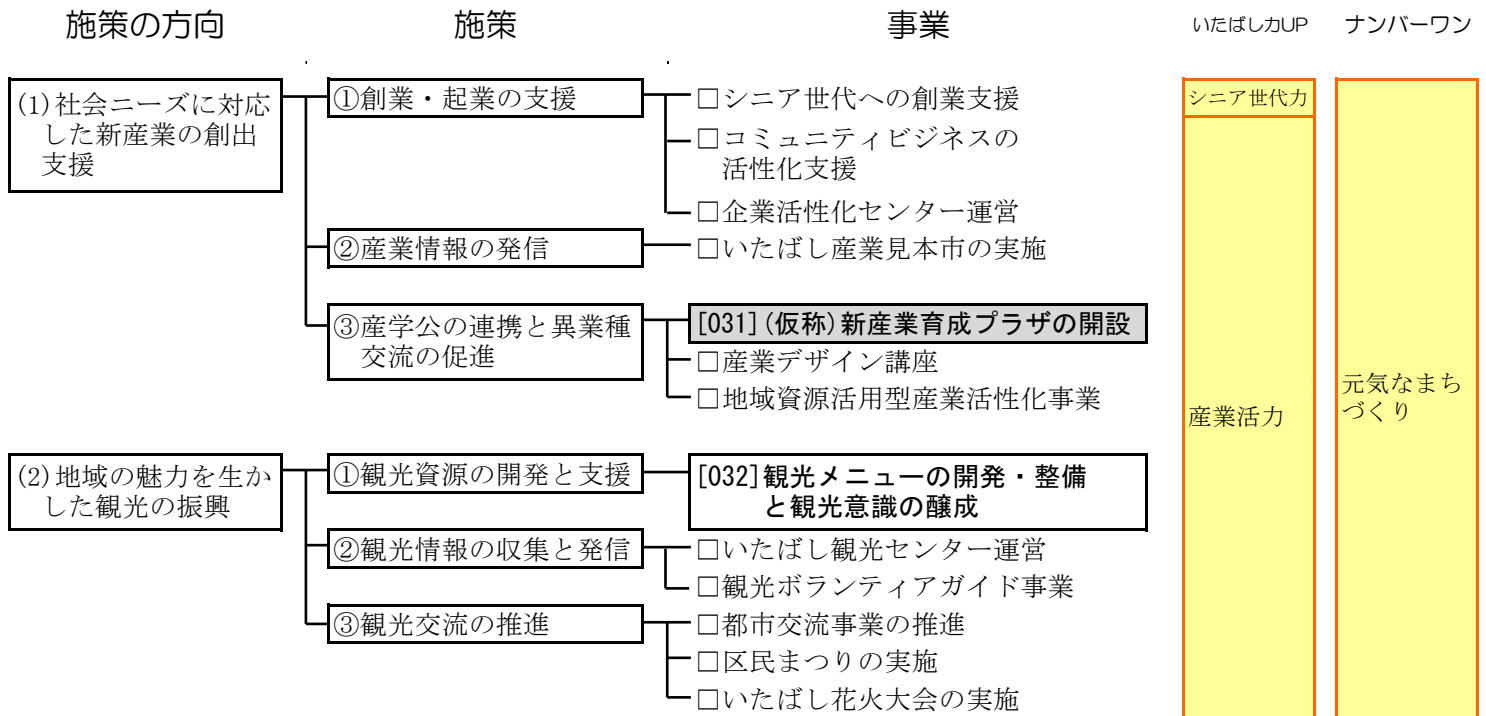 施策の方向
施策
事業
いたばし力UP
ナンバーワン
(1)社会ニーズに対応
した新産業の創出
支援
①創業・起業の支援
□シニア世代への創業支援
□コミュニティビジネスの
活性化支援
□企業活性化センター運営
②産業情報の発信
□いたばし産業見本市の実施
③産学公の連携と異業種
交流の促進
[031](仮称)新産業育成プラザの開設
□産業デザイン講座
□地域資源活用型産業活性化事業
(2)地域の魅力を生か
した観光の振興
①観光資源の開発と支援
[032]観光メニューの開発・整備
と観光意識の醸成
②観光情報の収集と発信
□いたばし観光センター運営
□観光ボランティアガイド事業
③観光交流の推進
□都市交流事業の推進
□区民まつりの実施
□いたばし花火大会の実施
シニア世代力
産業活力
元気なまち
づくり